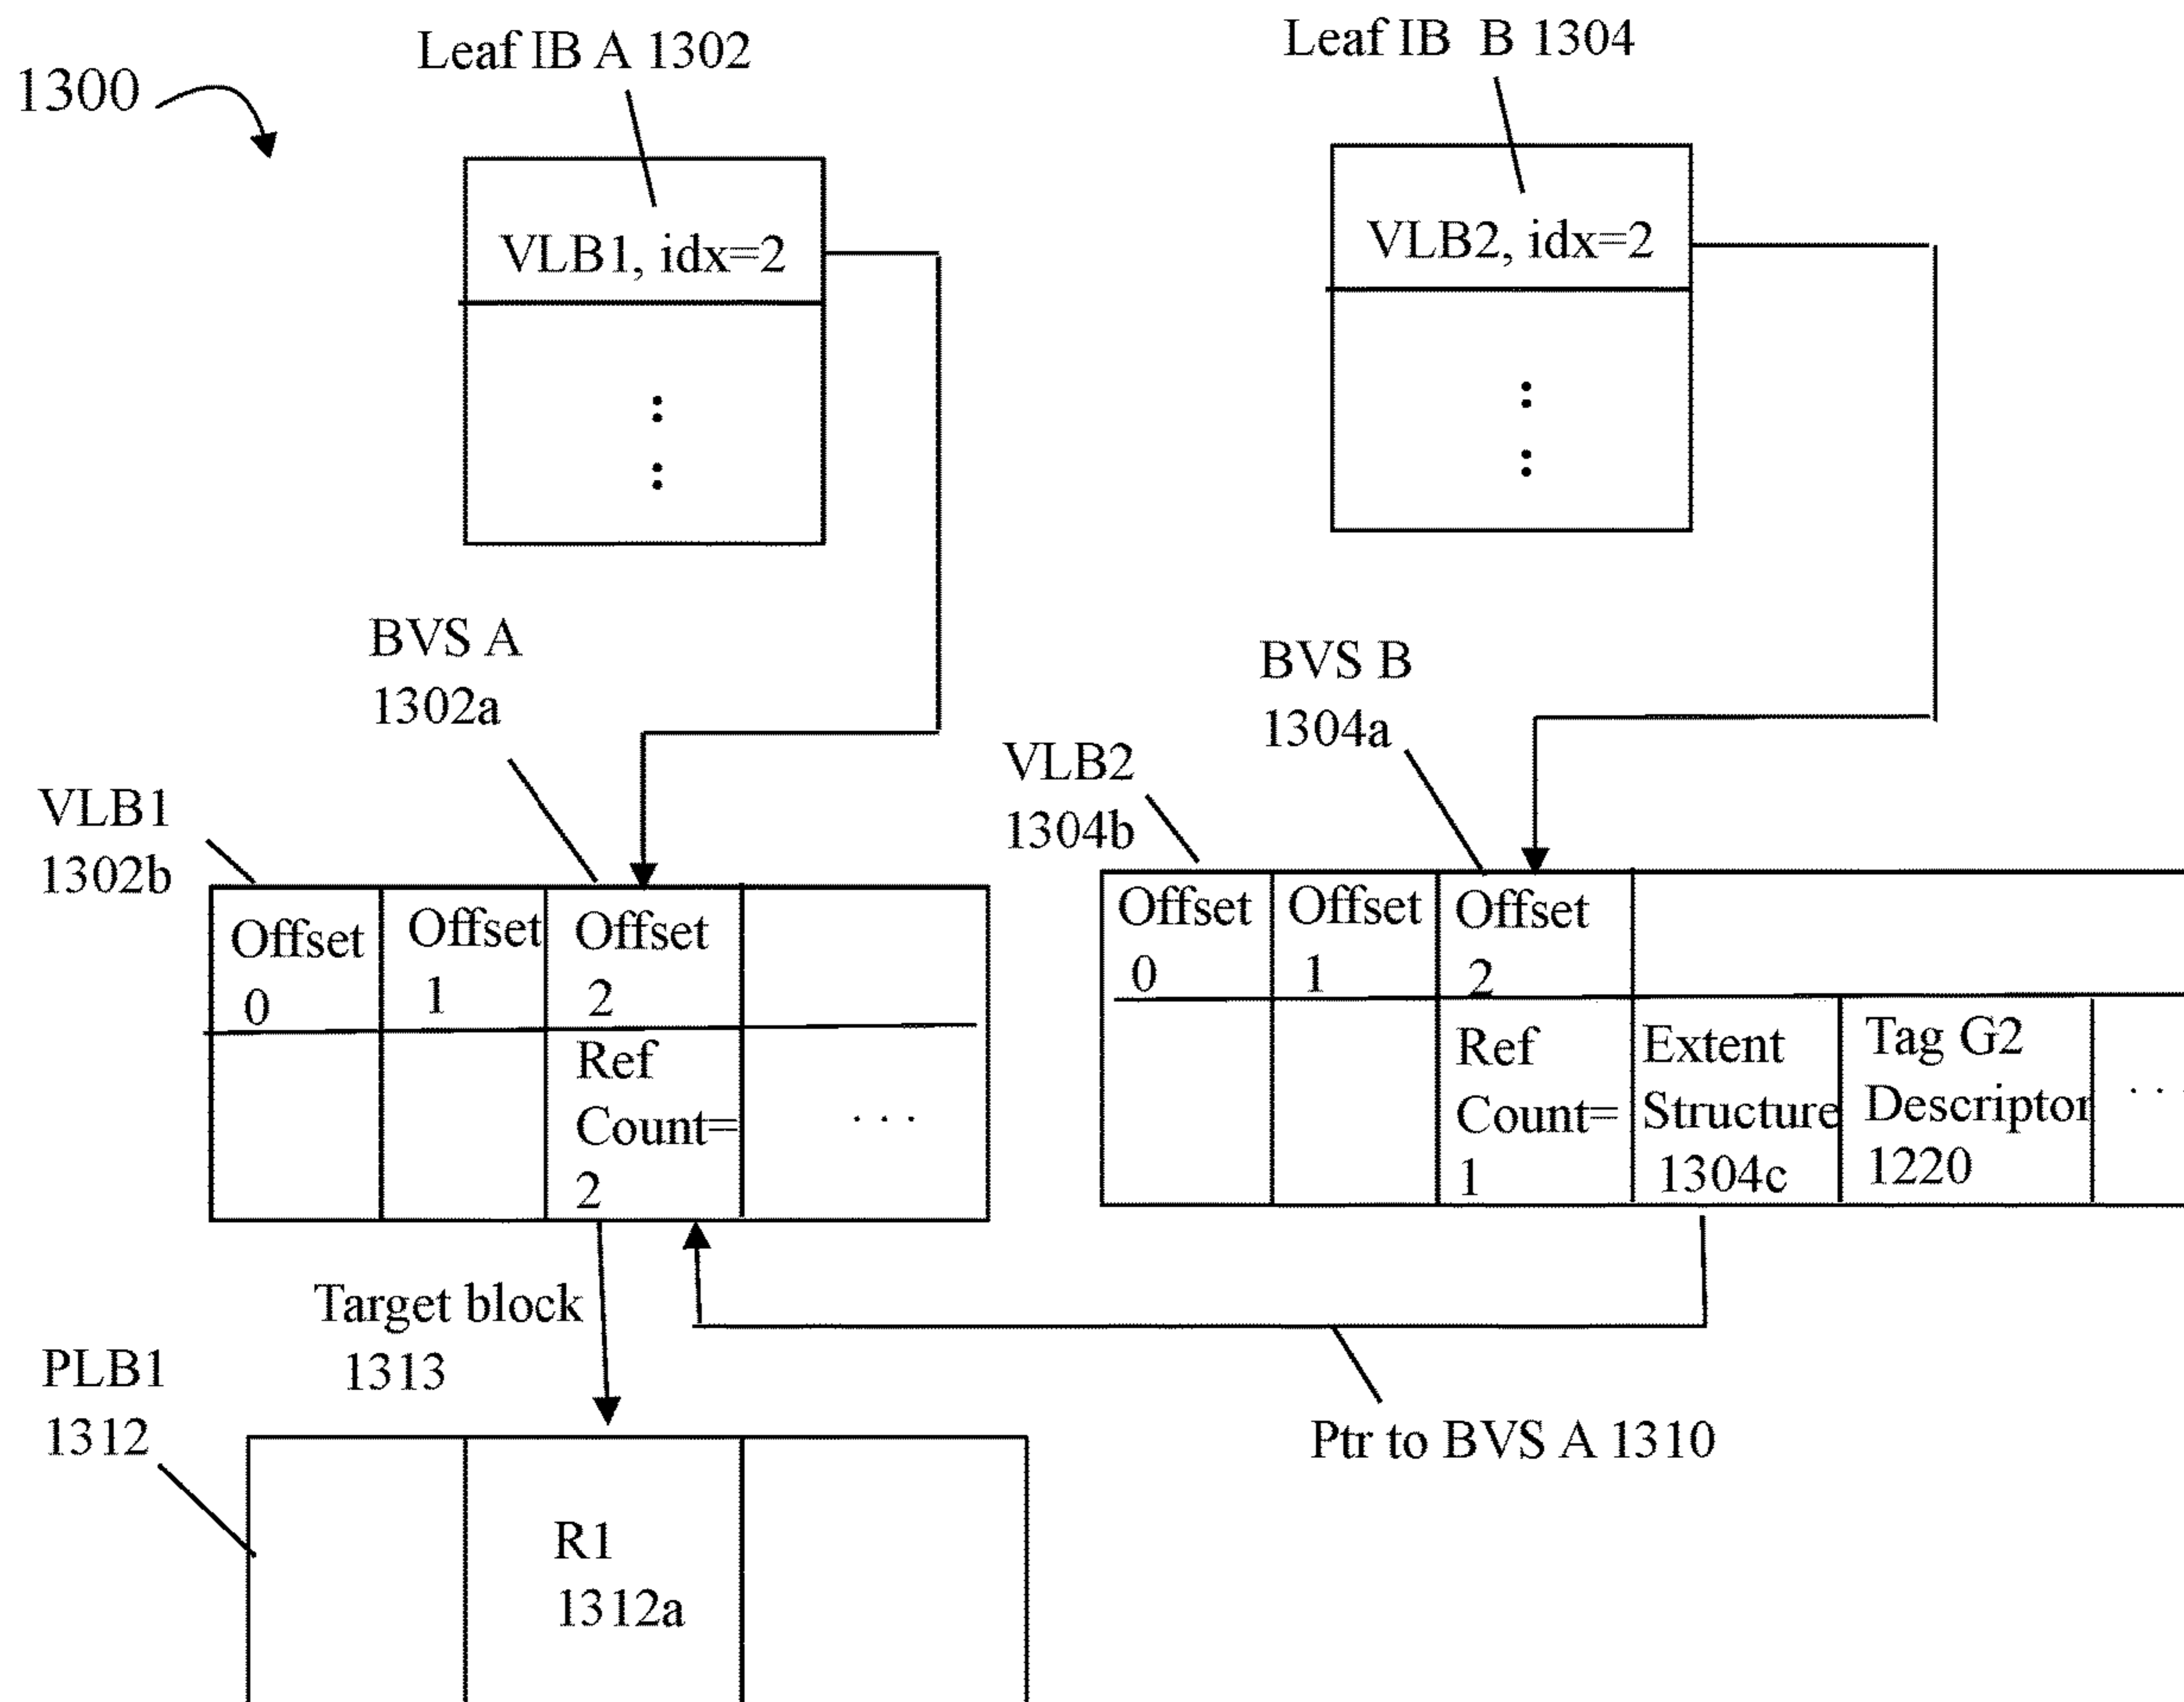 1300
Leaf IB A 1302
Leaf IB B 1304
VLB1, idx=2
VLB2, idx=2
BVS A
1302a
BVS B
1304a
VLB1
1302b
VLB2
1304b
Offset
0
Offset
1
Offset
2
Ref
Count=
2
. . .
Offset
0
Offset
1
Offset
2
Ref
Count=
1
Extent
Structure
1304c
Tag G2
Descriptor
1220
. . .
Target block
1313
PLB1
1312
Ptr to BVS A 1310
R1
1312a